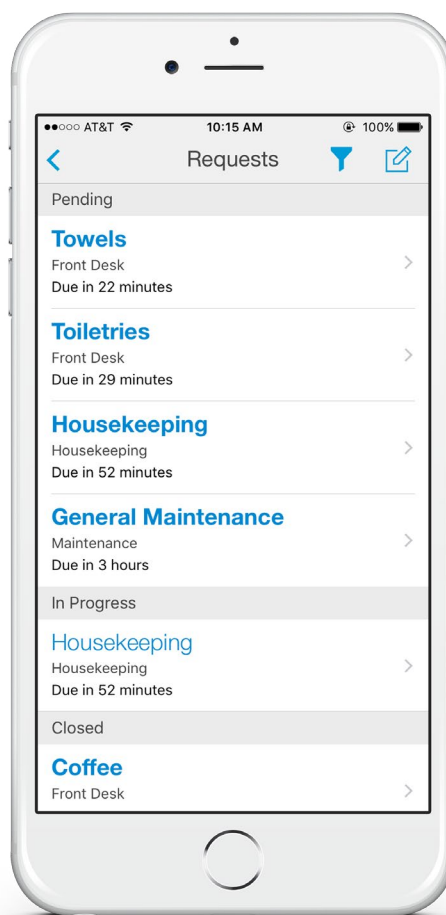 AT&T 10:15 AM 100%
Requests
Pending
Towels
Front Desk
Due in 22 minutes
Toiletries
Front Desk
Due in 29 minutes
Housekeeping
Housekeeping
Due in 52 minutes
General Maintenance
Maintenance
Due in 3 hours
In Progress
Housekeeping
Housekeeping
Due in 52 minutes
Closed
Coffee
Front Desk